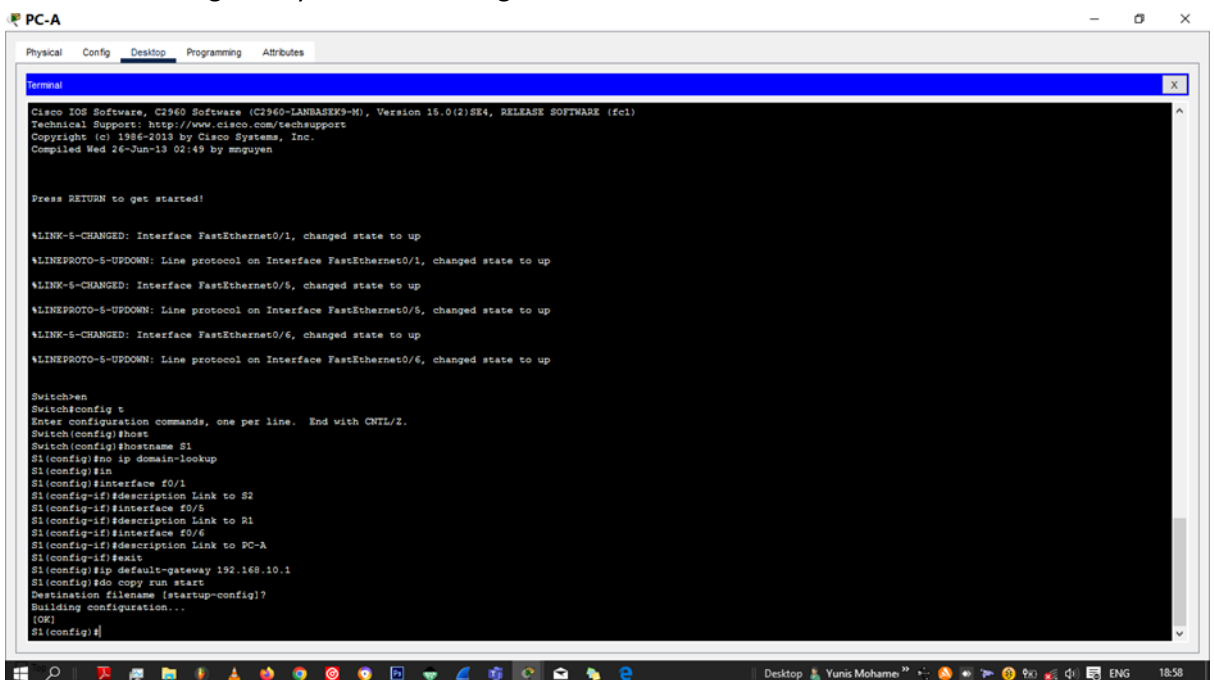 PC-A
Physical Config Desktop Programming Attributes
Terminal
X
Cisco IOS Software, C2960 Software (C2960-LANBASEK9-M), Version 15.0(2)SE4, RELEASE SOFTWARE (fc1)
Technical Support: http://www.cisco.com/techsupport
Copyright (c) 1986-2013 by Cisco Systems, Inc.
Compiled Wed 26-Jun-13 02:49 by mnguyen
Press RETURN to get started!
%LINK-5-CHANGED: Interface FastEthernet0/1, changed state to up
%LINEPROTO-5-UPDOWN: Line protocol on Interface FastEthernet0/1, changed state to up
%LINK-5-CHANGED: Interface FastEthernet0/5, changed state to up
%LINEPROTO-5-UPDOWN: Line protocol on Interface FastEthernet0/5, changed state to up
%LINK-5-CHANGED: Interface FastEthernet0/6, changed state to up
%LINEPROTO-5-UPDOWN: Line protocol on Interface FastEthernet0/6, changed state to up
Switch>en
Switch#config t
Enter configuration commands, one per line.  End with CNTL/Z.
Switch(config)#host
Switch(config)#hostname S1
S1(config)#no ip domain-lookup
S1(config)#in
S1(config)#interface f0/1
S1(config-if)#description Link to S2
S1(config-if)#interface f0/5
S1(config-if)#description Link to R1
S1(config-if)#interface f0/6
S1(config-if)#description Link to PC-A
S1(config-if)#exit
S1(config)#ip default-gateway 192.168.10.1
S1(config)#do copy run start
Destination filename [startup-config]?
Building configuration...
[OK]
S1(config)#
Desktop Yunis Mohame ENG 18:58